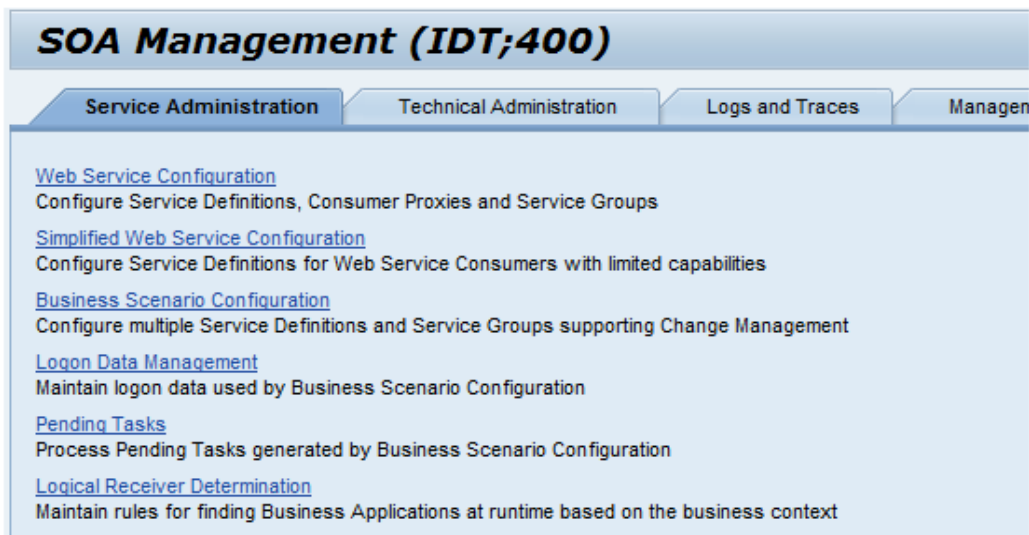 SOA Management (IDT;400)
Service Administration
Technical Administration
Logs and Traces
Managem
Web Service Configuration
Configure Service Definitions, Consumer Proxies and Service Groups
Simplified Web Service Configuration
Configure Service Definitions for Web Service Consumers with limited capabilities
Business Scenario Configuration
Configure multiple Service Definitions and Service Groups supporting Change Management
Logon Data Management
Maintain logon data used by Business Scenario Configuration
Pending Tasks
Process Pending Tasks generated by Business Scenario Configuration
Logical Receiver Determination
Maintain rules for finding Business Applications at runtime based on the business context